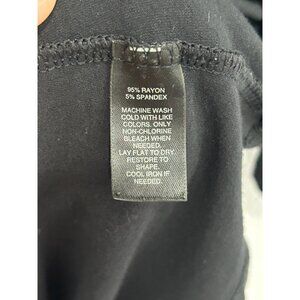 95% RAYON
5% SPANDEX
MACHINE WASH
COLD WITH LIKE
COLORS. ONLY
NON-CHLORINE
BLEACH WHEN
NEEDED.
LAY FLAT TO DRY.
RESTORE TO
SHAPE.
COOL IRON IF
NEEDED.